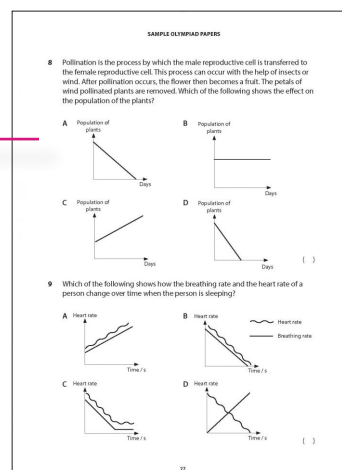 SAMPLE OLYMPIAD PAPERS
8 Pollination is the process by which the male reproductive cell is transferred to
the female reproductive cell. This process can occur with the help of insects or
wind. After pollination occurs, the flower then becomes a fruit. The petals of
wind pollinated plants are removed. Which of the following shows the effect on
the population of the plants?
A Population of
plants
Days
B Population of
plants
Days
C Population of
plants
Days
D Population of
plants
Days
( )
9 Which of the following shows how the breathing rate and the heart rate of a
person change over time when the person is sleeping?
A Heart rate
Time / s
B Heart rate
Time / s
Heart rate
Breathing rate
C Heart rate
Time / s
D Heart rate
Time / s
( )